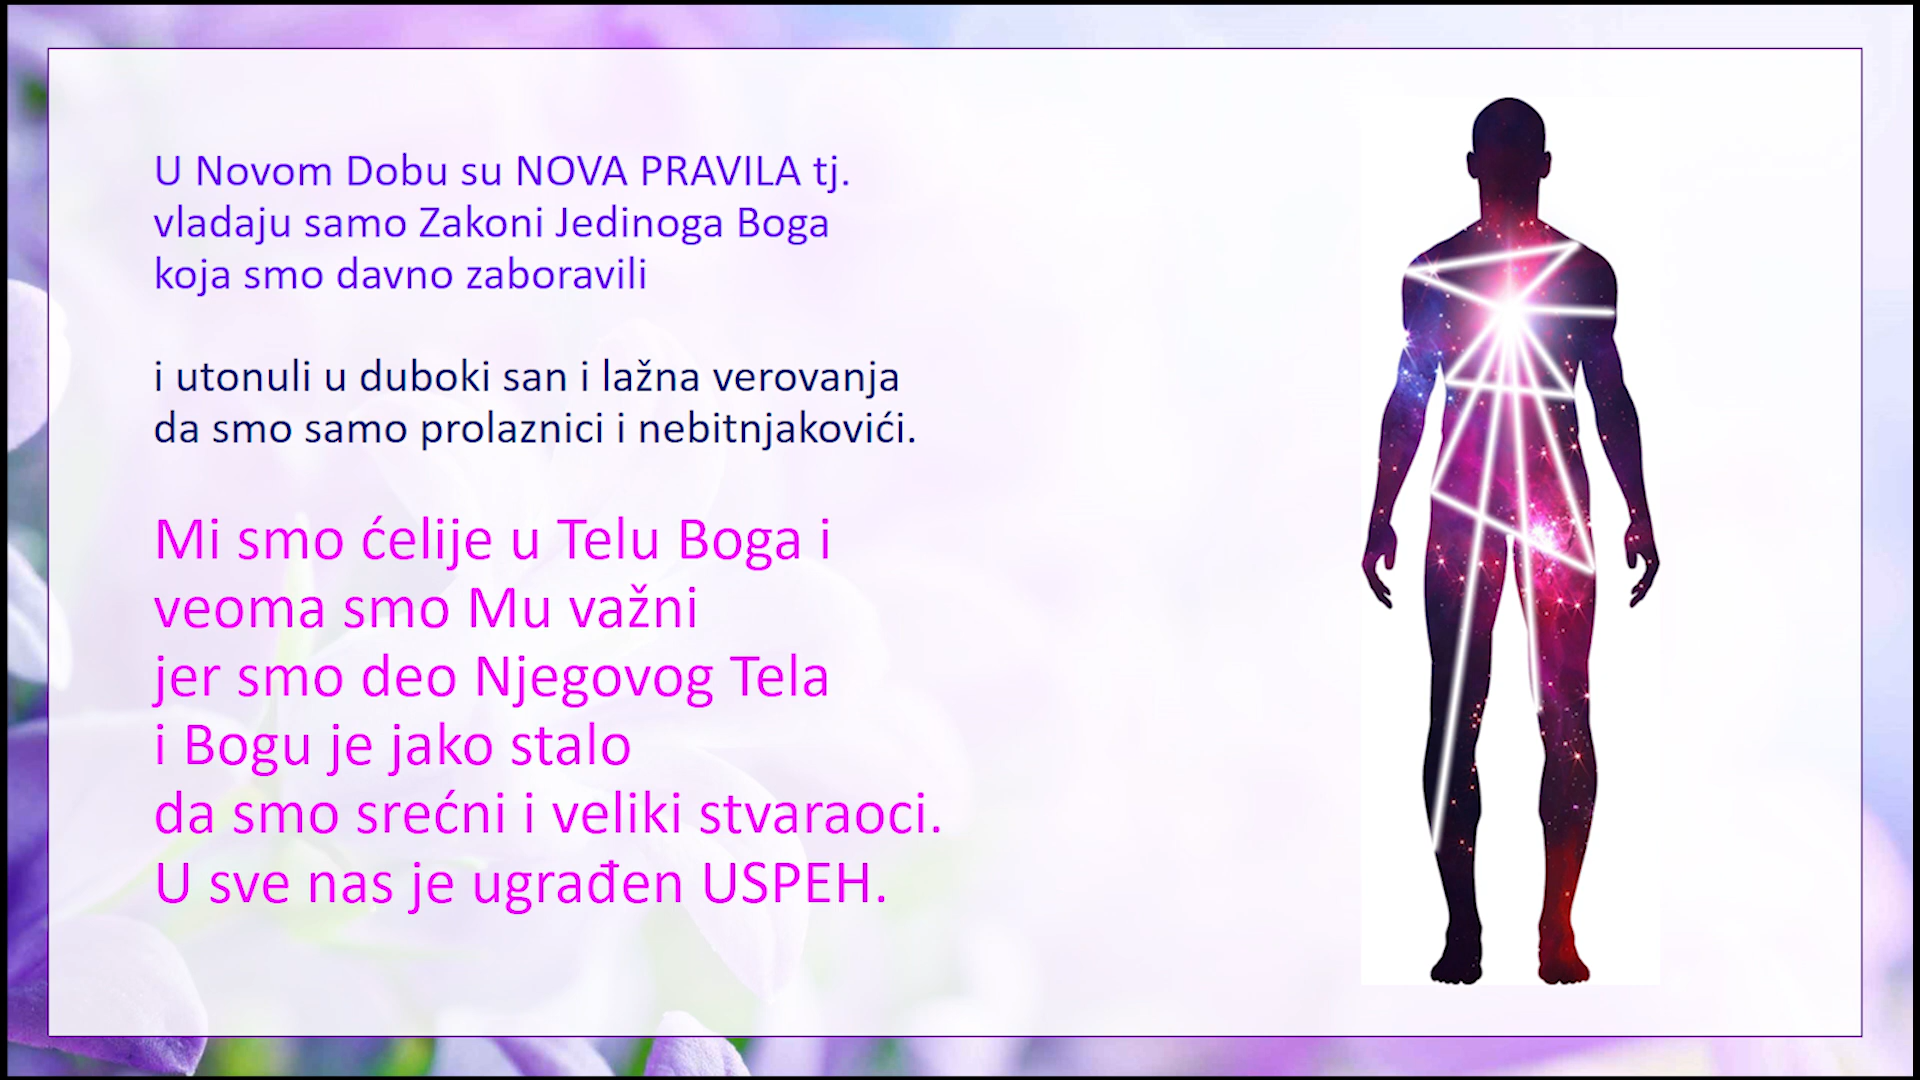 U Novom Dobu su NOVA PRAVILA tj.
vladaju samo Zakoni Jedinoga Boga
koja smo davno zaboravili
i utonuli u duboki san i lažna verovanja
da smo samo prolaznici i nebitnjakovići.
Mi smo ćelije u Telu Boga i
veoma smo Mu važni
jer smo deo Njegovog Tela
i Bogu je jako stalo
da smo srećni i veliki stvaraoci.
U sve nas je ugrađen USPEH.